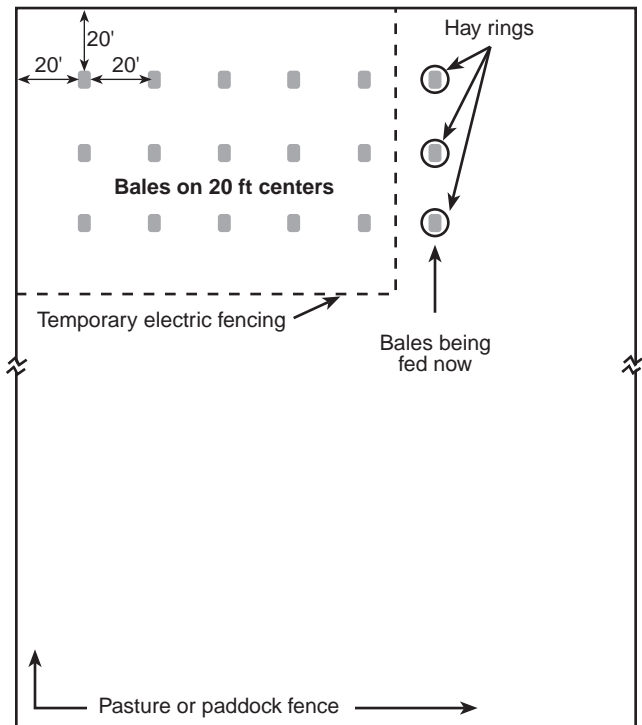 20'
20'
20'
Hay rings
Bales on 20 ft centers
Temporary electric fencing
Bales being
fed now
Pasture or paddock fence